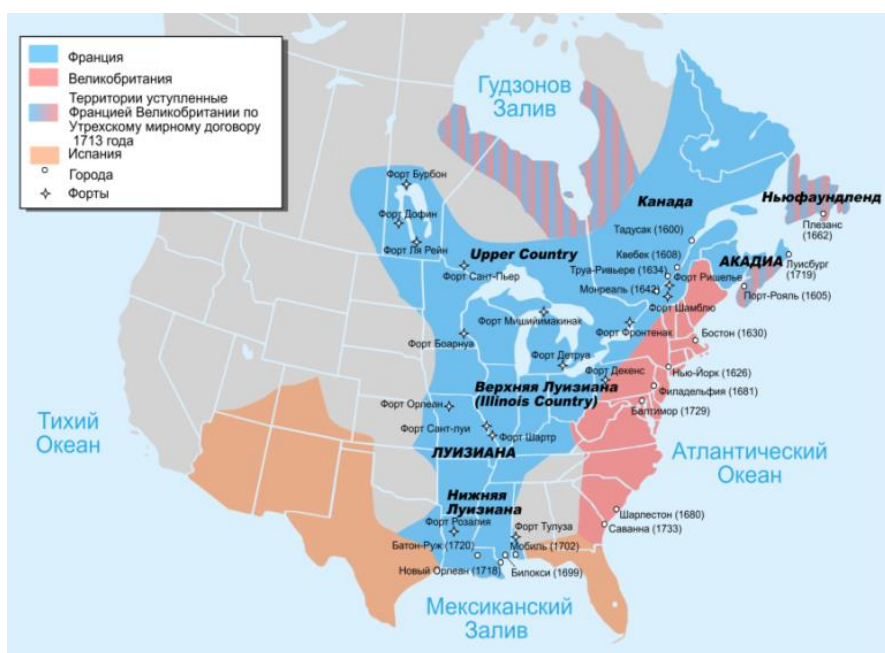 Франция
Великобритания
Территории уступленные
Францией Великобритании по
Утрехскому мирному договору
1713 года
Испания
Города
Форты
Гудзонов
Залив
Форт Бурбон
Форт Дофин
Форт Ля Рейн
Upper Country
Форт Сант-Пьер
Канада
Ньюфаундленд
Плезанс
(1662)
Тадусак (1600)
Квебек (1608)
АКАДИА
Луисбург
(1719)
Труа-Ривьере (1634)
Форт Ришелье
Монреаль (1642)
Порт-Рояль (1605)
Форт Шамблю
Форт Мишийимакинак
Форт Фронтенак
Форт Боарнуа
Бостон (1630)
Форт Детруа
Форт Декенс
Нью-Йорк (1626)
Верхняя Луизиана
(Illinois Country)
Филадельфия (1681)
Форт Орлеан
Балтимор (1729)
Тихий
Океан
Форт Сант-луи
Форт Шартр
ЛУИЗИАНА
Атлантический
Океан
Нижняя
Луизиана
Форт Розалия
Форт Тулуза
Шарлестон (1680)
Саванна (1733)
Батон-Руж (1720)
Мобиль (1702)
Новый Орлеан (1718)
Билокси (1699)
Мексиканский
Залив